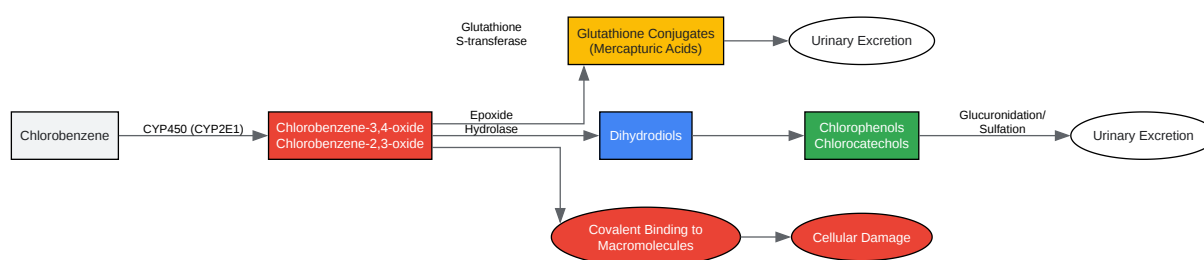 Glutathione
S-transferase
Glutathione Conjugates
(Mercapturic Acids)
Urinary Excretion
Chlorobenzene
CYP450 (CYP2E1)
Chlorobenzene-3,4-oxide
Chlorobenzene-2,3-oxide
Epoxide
Hydrolase
Dihydrodiols
Chlorophenols
Chlorocatechols
Glucuronidation/
Sulfation
Urinary Excretion
Covalent Binding to
Macromolecules
Cellular Damage